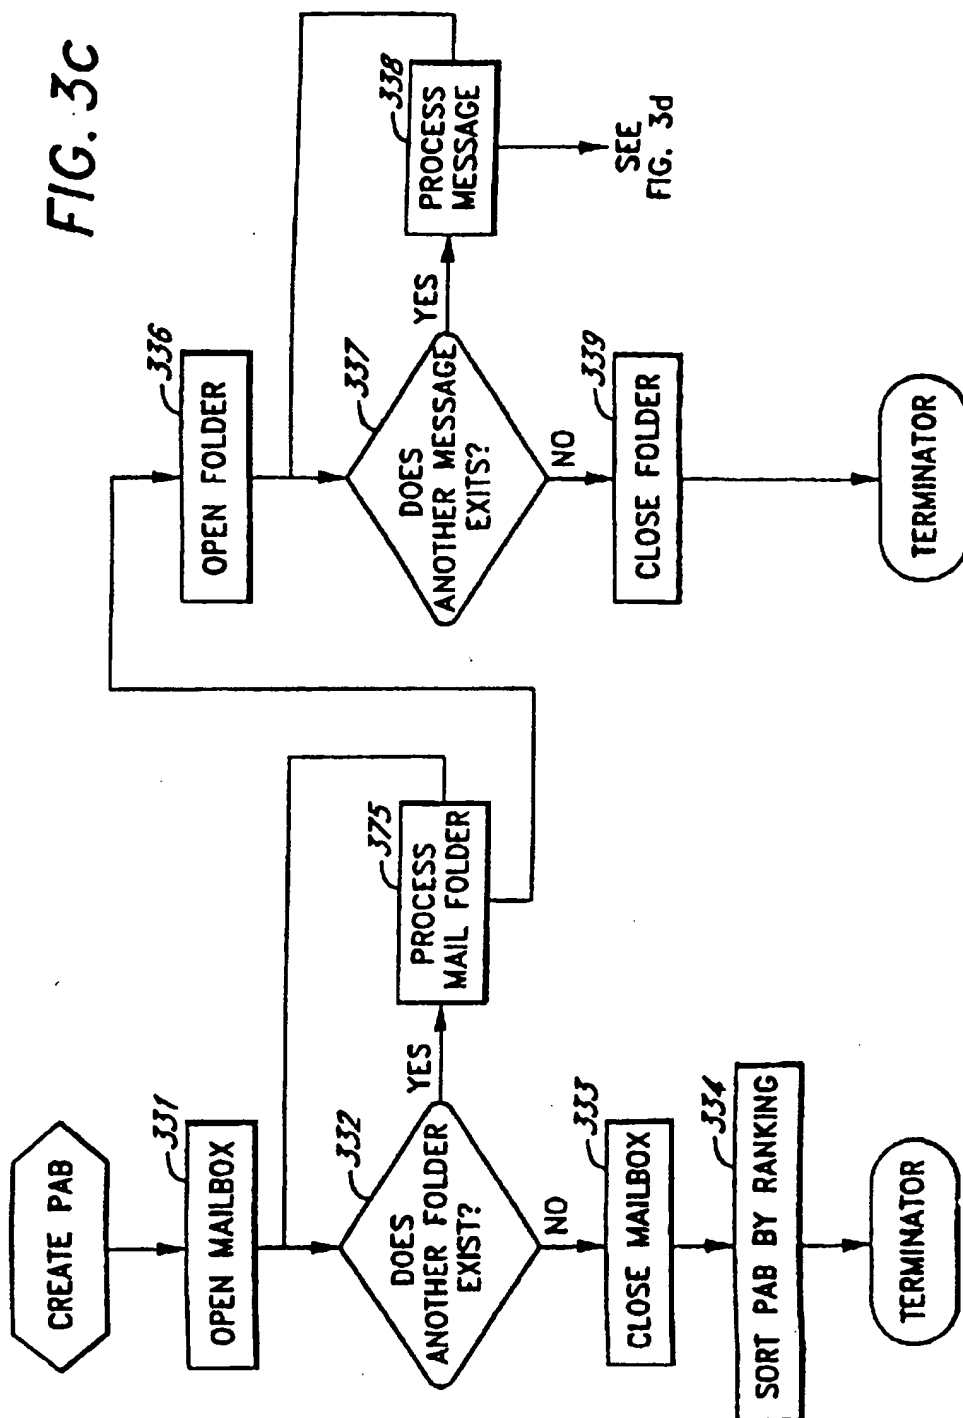 FIG. 3c
CREATE PAB
331
OPEN MAILBOX
332
DOES
ANOTHER FOLDER
EXIST?
YES
375
PROCESS
MAIL FOLDER
NO
333
CLOSE MAILBOX
334
SORT PAB BY RANKING
TERMINATOR
336
OPEN FOLDER
337
DOES
ANOTHER MESSAGE
EXITS?
YES
338
PROCESS
MESSAGE
SEE
FIG. 3d
NO
339
CLOSE FOLDER
TERMINATOR